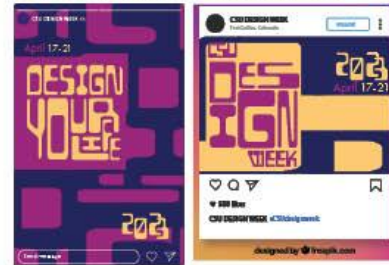 CSU DESIGN WEEK
April 17-21
DESIGN
YOUR
LIFE
2023
Send message
CSU DESIGN WEEK
Fort Collins, Colorado
2023
April 17-21
CSU
DES
IGN
WEEK
likes
CSU DESIGN WEEK #CSUdesignweek
designed by freepik.com